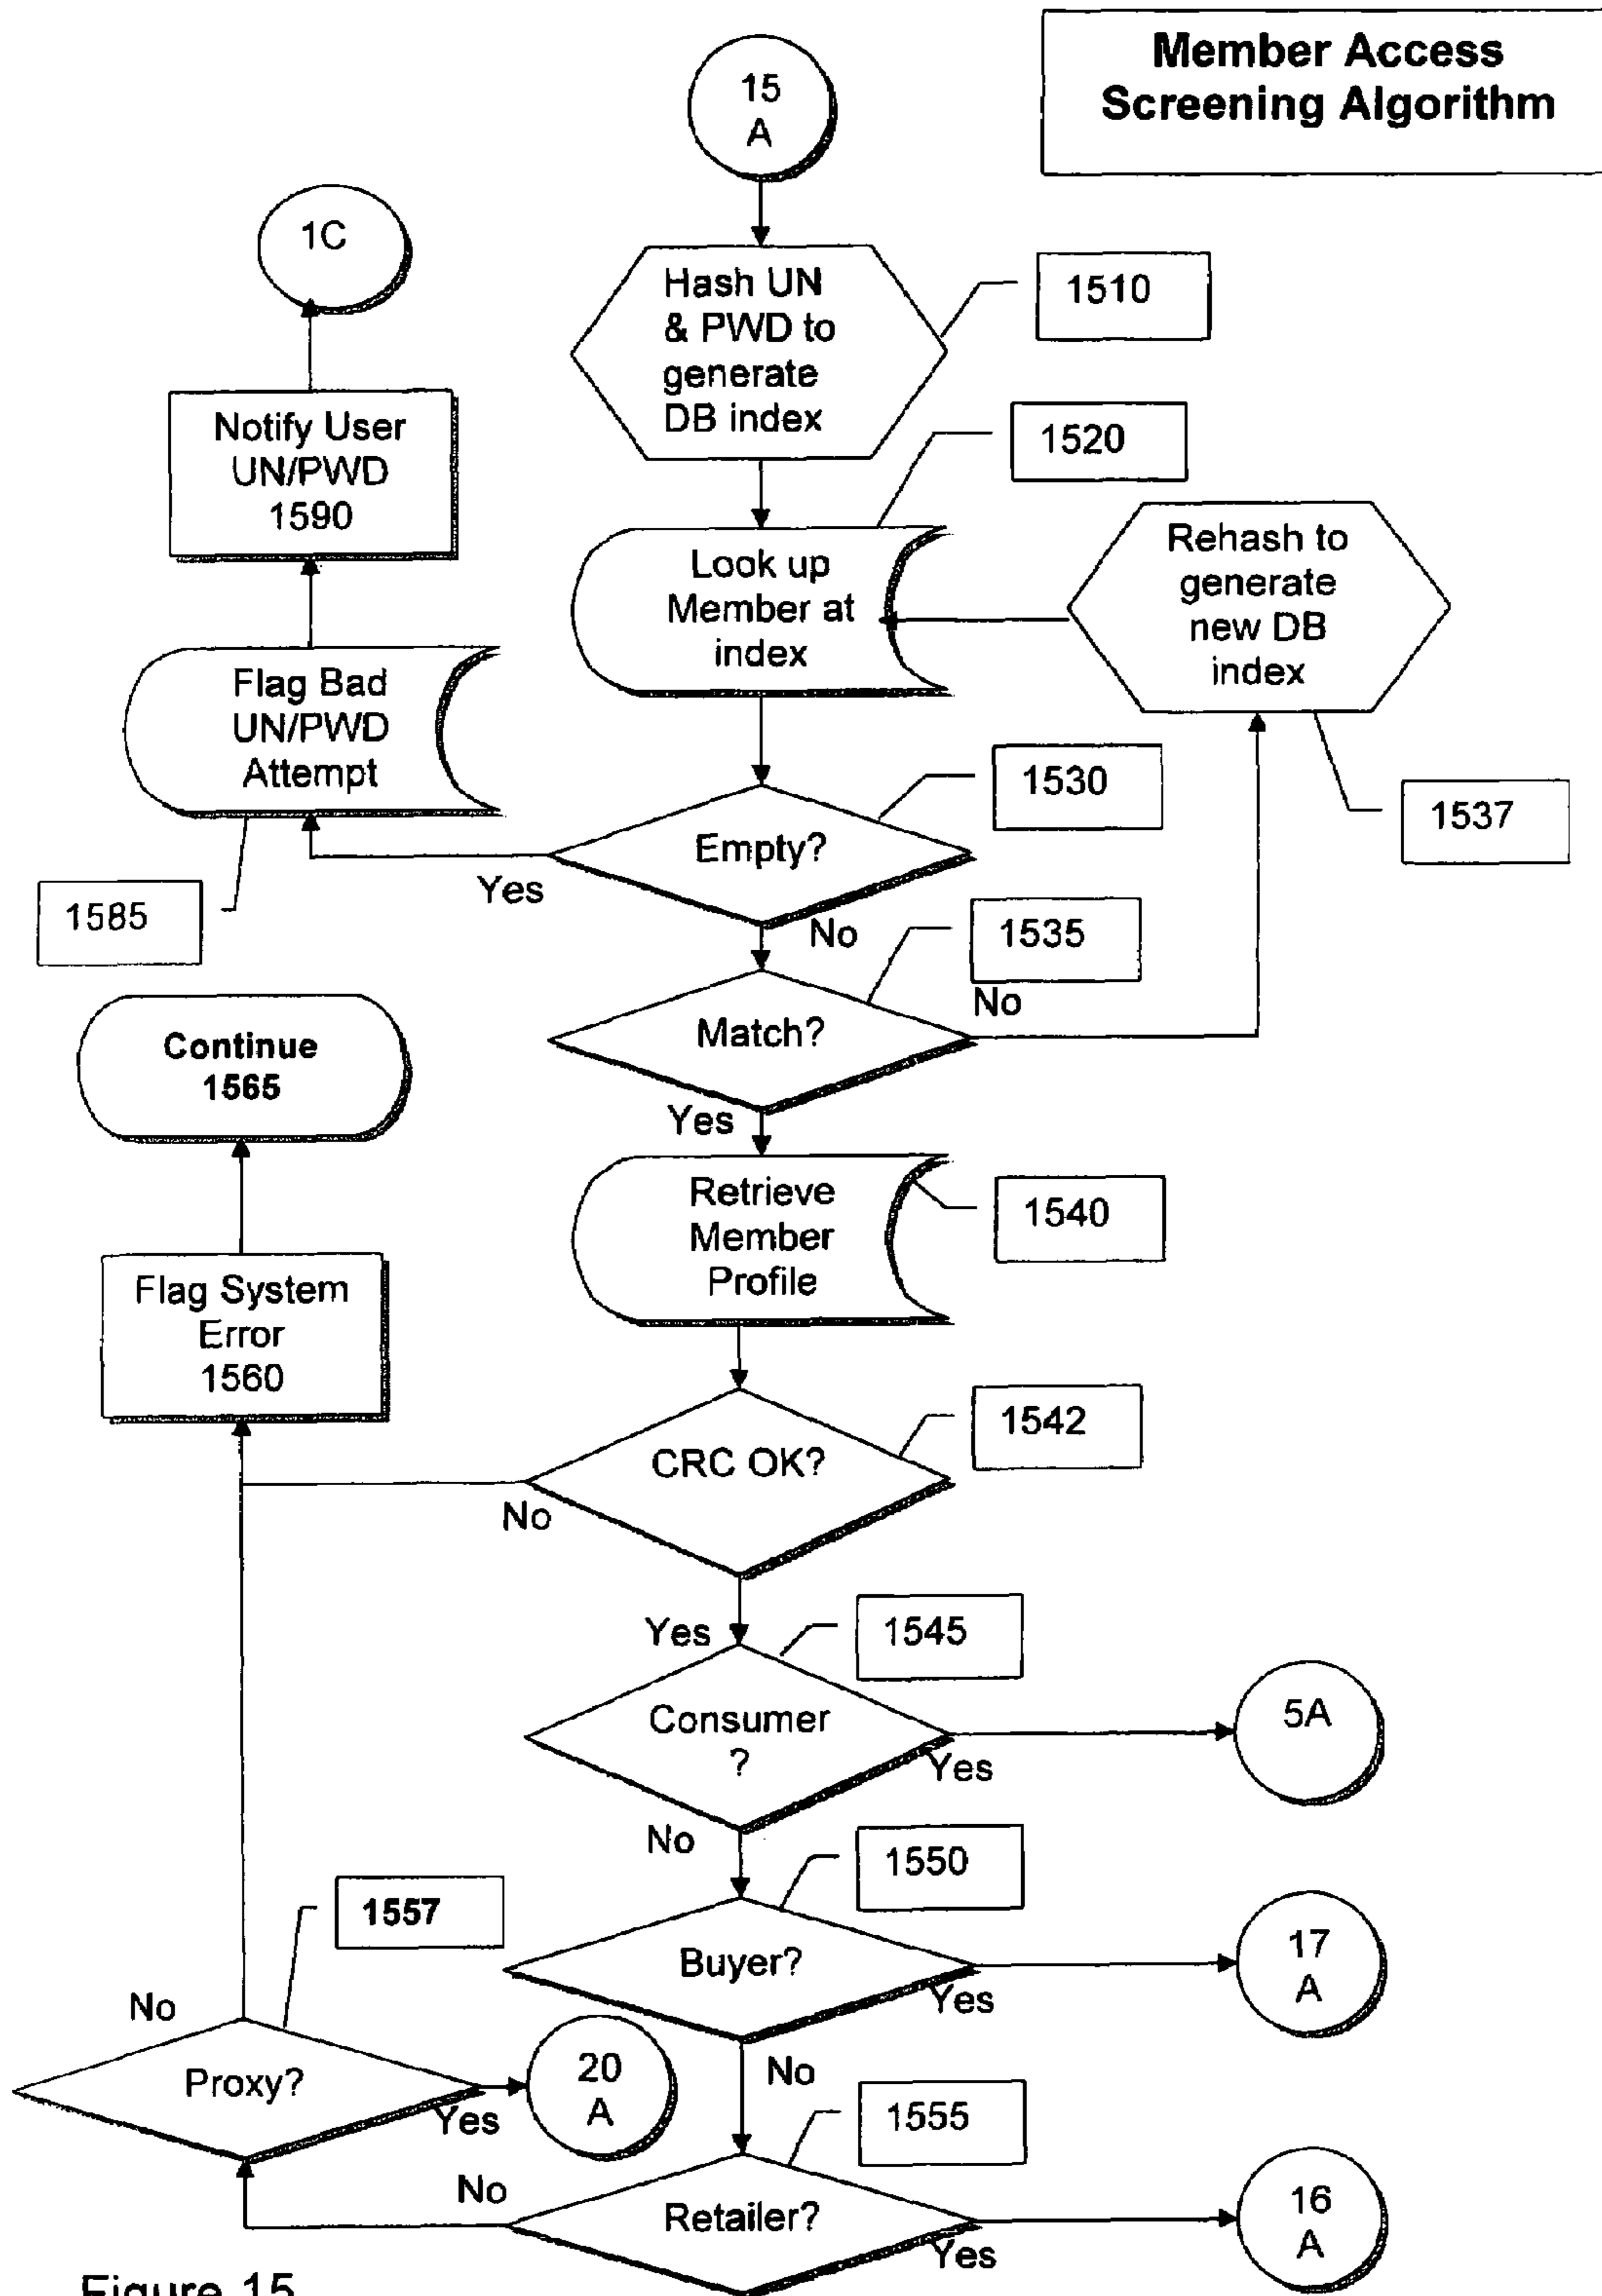 Member Access
Screening Algorithm
15
A
1C
Hash UN
& PWD to
generate
DB index
1510
Notify User
UN/PWD
1590
1520
Look up
Member at
index
Rehash to
generate
new DB
index
Flag Bad
UN/PWD
Attempt
1530
1537
Empty?
Yes
1585
No
1535
No
Match?
Continue
1565
Yes
Retrieve
Member
Profile
1540
Flag System
Error
1560
1542
CRC OK?
No
Yes
1545
Consumer
?
Yes
5A
No
1550
1557
Buyer?
Yes
17
A
No
Proxy?
Yes
20
A
No
1555
No
Retailer?
Yes
16
A
Figure 15